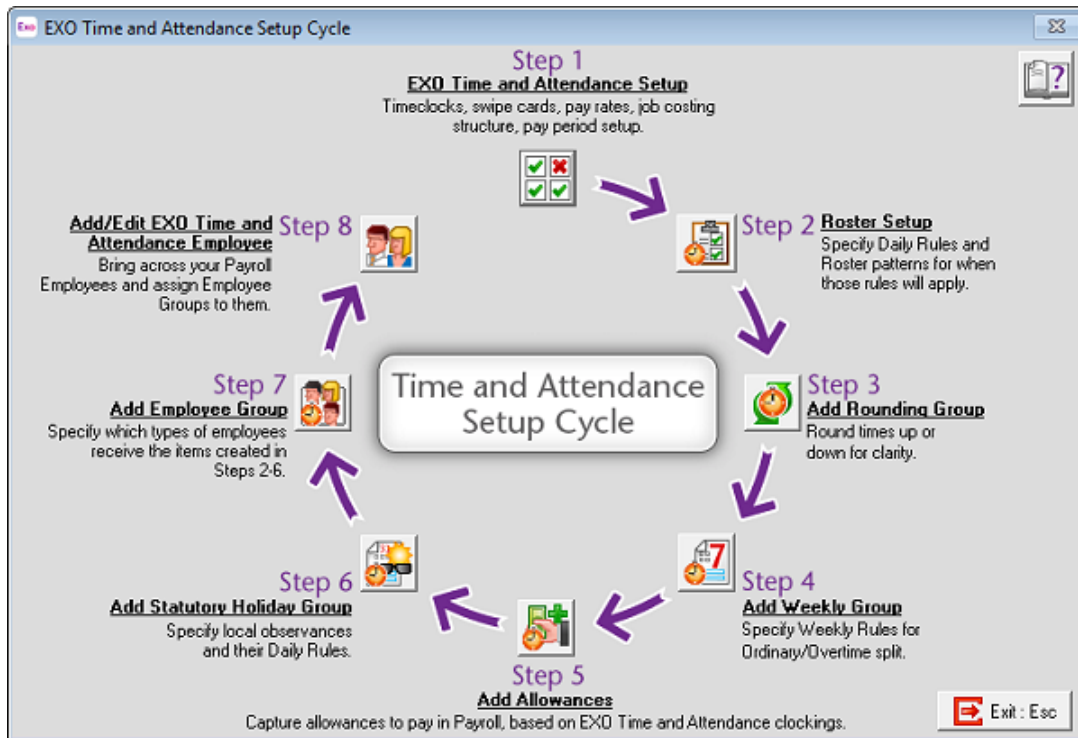 EXO
EXO Time and Attendance Setup Cycle
Step 1
EXO Time and Attendance Setup
Timeclocks, swipe cards, pay rates, job costing
structure, pay period setup.
Step 2
Roster Setup
Specify Daily Rules and
Roster patterns for when
those rules will apply.
Step 3
Add Rounding Group
Round times up or
down for clarity.
Step 4
Add Weekly Group
Specify Weekly Rules for
Ordinary/Overtime split.
Step 5
Add Allowances
Capture allowances to pay in Payroll, based on EXO Time and Attendance clockings.
Step 6
Add Statutory Holiday Group
Specify local observances
and their Daily Rules.
Step 7
Add Employee Group
Specify which types of employees
receive the items created in
Steps 2-6.
Step 8
Add/Edit EXO Time and
Attendance Employee
Bring across your Payroll
Employees and assign Employee
Groups to them.
Time and Attendance
Setup Cycle
7
31
?
Exit : Esc